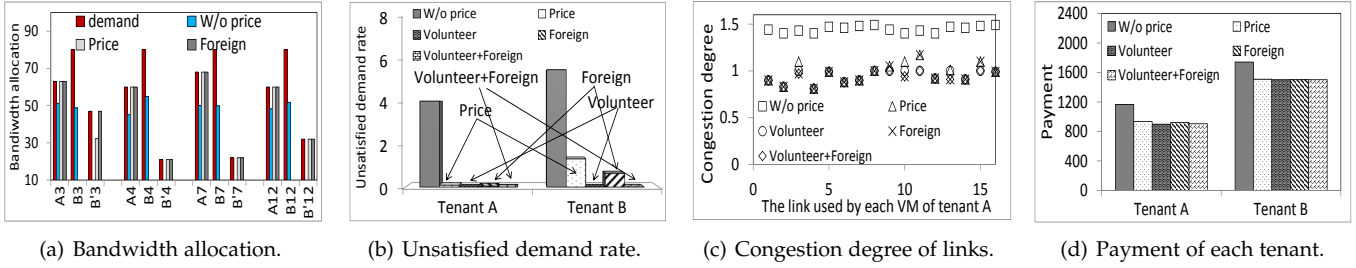 Bandiwdth allocation
90
70
50
30
10
demand
W/o price
Price
Foreign
A3
B3
B'3
A4
B4
B'4
A7
B7
B'7
A12
B12
B'12
(a) Bandwidth allocation.
Unsatisfied demand rate
8
6
4
2
0
W/o price
Price
Volunteer
Foreign
Volunteer+Foreign
Volunteer+Foreign
Foreign
Price
Volunteer
Tenant A
Tenant B
(b) Unsatisfied demand rate.
Congestion degree
1.5
1
0.5
0
W/o price
Price
Volunteer
Foreign
Volunteer+Foreign
0
5
10
15
The link used by each VM of tenant A
(c) Congestion degree of links.
Payment
2400
2000
1600
1200
800
400
0
W/o price
Price
Volunteer
Foreign
Volunteer+Foreign
Tenant A
Tenant B
(d) Payment of each tenant.